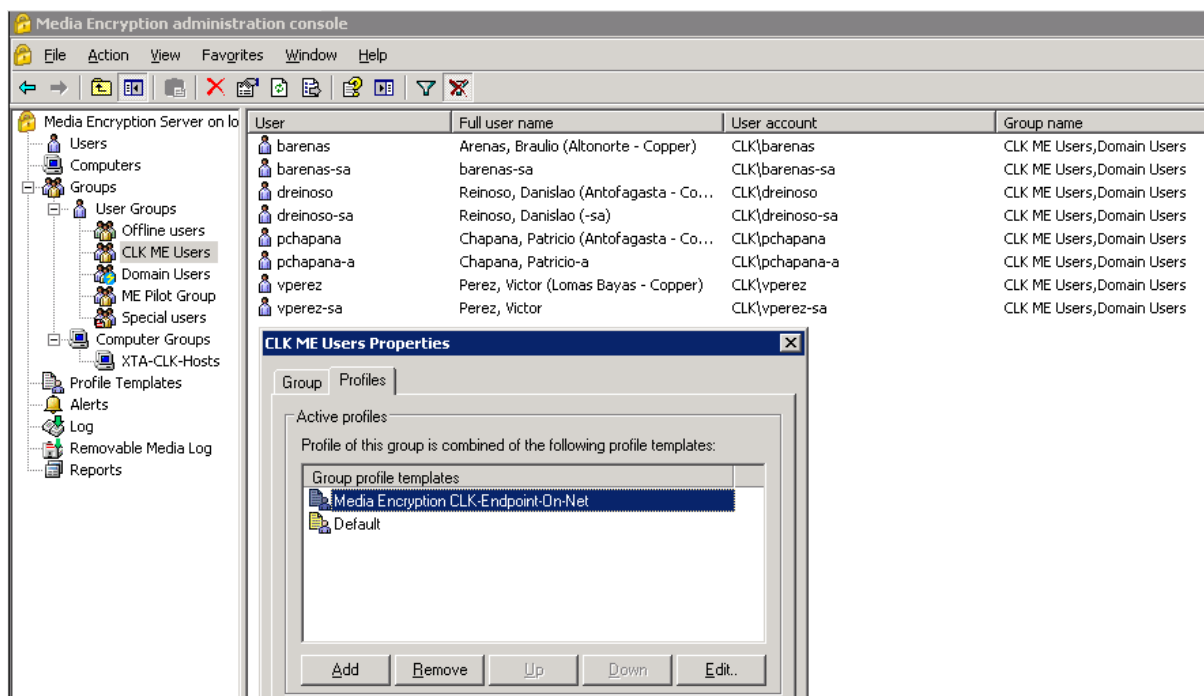 Media Encryption administration console
File Action View Favorites Window Help
Media Encryption Server on lo
Users
Computers
Groups
User Groups
Offline users
CLK ME Users
Domain Users
ME Pilot Group
Special users
Computer Groups
XTA-CLK-Hosts
Profile Templates
Alerts
Log
Removable Media Log
Reports
User Full user name User account Group name
barenas Arenas, Braulio (Altonorte - Copper) CLK\barenas CLK ME Users,Domain Users
barenas-sa barenas-sa CLK\barenas-sa CLK ME Users,Domain Users
dreinoso Reinoso, Danislao (Antofagasta - Co... CLK\dreinoso CLK ME Users,Domain Users
dreinoso-sa Reinoso, Danislao (-sa) CLK\dreinoso-sa CLK ME Users,Domain Users
pchapana Chapana, Patricio (Antofagasta - Co... CLK\pchapana CLK ME Users,Domain Users
pchapana-a Chapana, Patricio-a CLK\pchapana-a CLK ME Users,Domain Users
vperez Perez, Victor (Lomas Bayas - Copper) CLK\vperez CLK ME Users,Domain Users
vperez-sa Perez, Victor CLK\vperez-sa CLK ME Users,Domain Users
CLK ME Users Properties
Group Profiles
Active profiles
Profile of this group is combined of the following profile templates:
Group profile templates
Media Encryption CLK-Endpoint-On-Net
Default
Add Remove Up Down Edit..